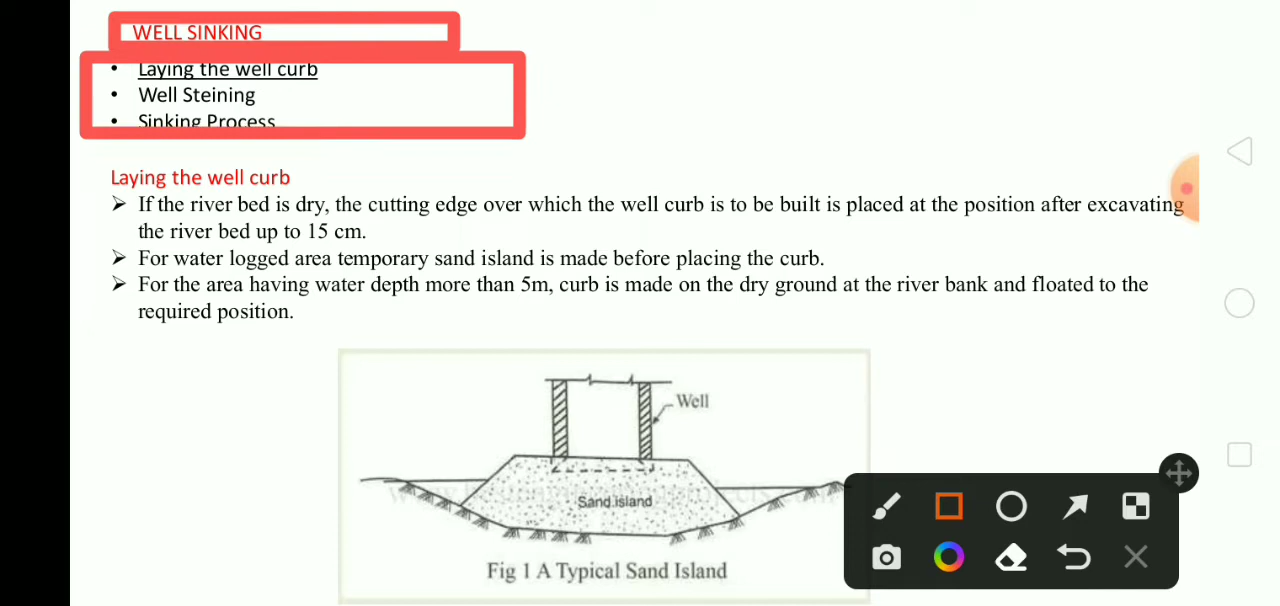 WELL SINKING
• Laying the well curb
• Well Steining
• Sinking Process
Laying the well curb
➢ If the river bed is dry, the cutting edge over which the well curb is to be built is placed at the position after excavating
the river bed up to 15 cm.
➢ For water logged area temporary sand island is made before placing the curb.
➢ For the area having water depth more than 5m, curb is made on the dry ground at the river bank and floated to the
required position.
Well
Sand island
Fig 1 A Typical Sand Island